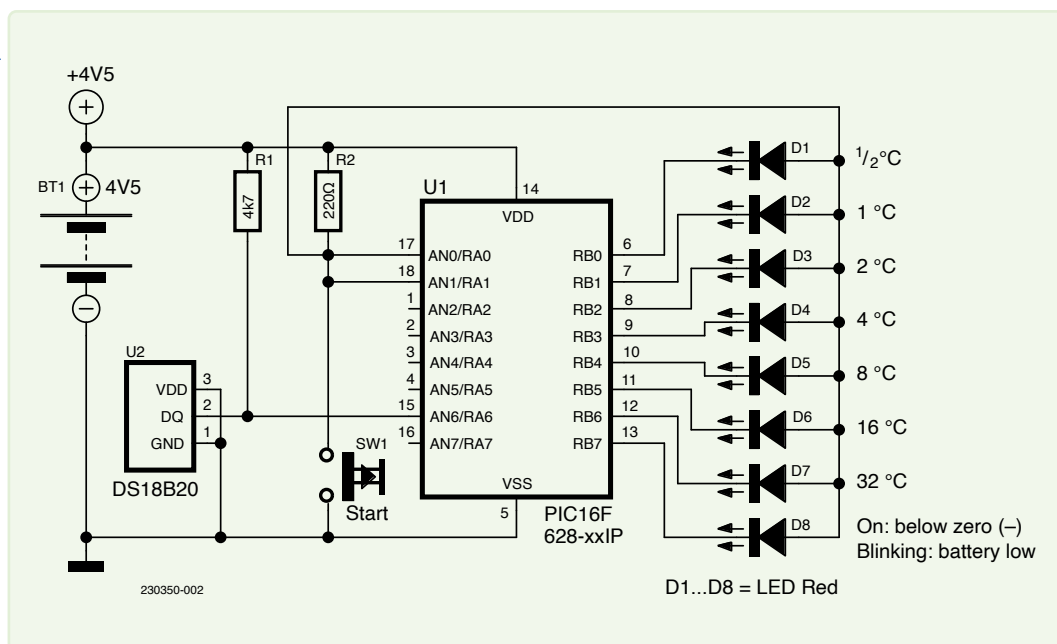 +4V5
BT1
4V5
R1
4k7
R2
220Ω
U1
14
VDD
17 AN0/RA0
18 AN1/RA1
1 AN2/RA2
2 AN3/RA3
3 AN4/RA4
4 AN5/RA5
15 AN6/RA6
16 AN7/RA7
RB0 6
RB1 7
RB2 8
RB3 9
RB4 10
RB5 11
RB6 12
RB7 13
VSS
5
PIC16F
628-xxIP
D1 1/2°C
D2 1 °C
D3 2 °C
D4 4 °C
D5 8 °C
D6 16 °C
D7 32 °C
D8 On: below zero (–)
Blinking: battery low
D1...D8 = LED Red
U2
VDD 3
DQ 2
GND 1
DS18B20
SW1
Start
230350-002